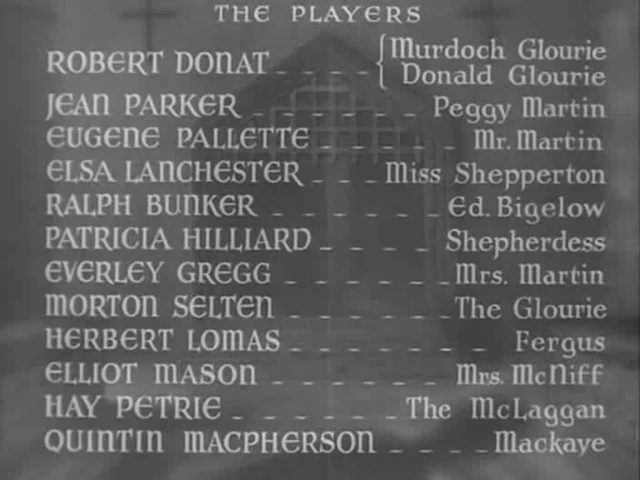 THE PLAYERS
ROBERT DONAT _ _ _ _ { Murdoch Glourie
Donald Glourie
JEAN PARKER _ _ _ _ _ _ Peggy Martin
EUGENE PALLETTE _ _ _ _ _ Mr. Martin
ELSA LANCHESTER _ _ _ Miss Shepperton
RALPH BUNKER _ _ _ _ _ _ Ed. Bigelow
PATRICIA HILLIARD _ _ _ _ Shepherdess
EVERLEY GREGG _ _ _ _ _ _ Mrs. Martin
MORTON SELTEN _ _ _ _ _ _ The Glourie
HERBERT LOMAS _ _ _ _ _ _ _ Fergus
ELLIOT MASON _ _ _ _ _ _ Mrs. McNiff
HAY PETRIE _ _ _ _ _ _ The McLaggan
QUINTIN MACPHERSON _ _ _ _ Mackaye